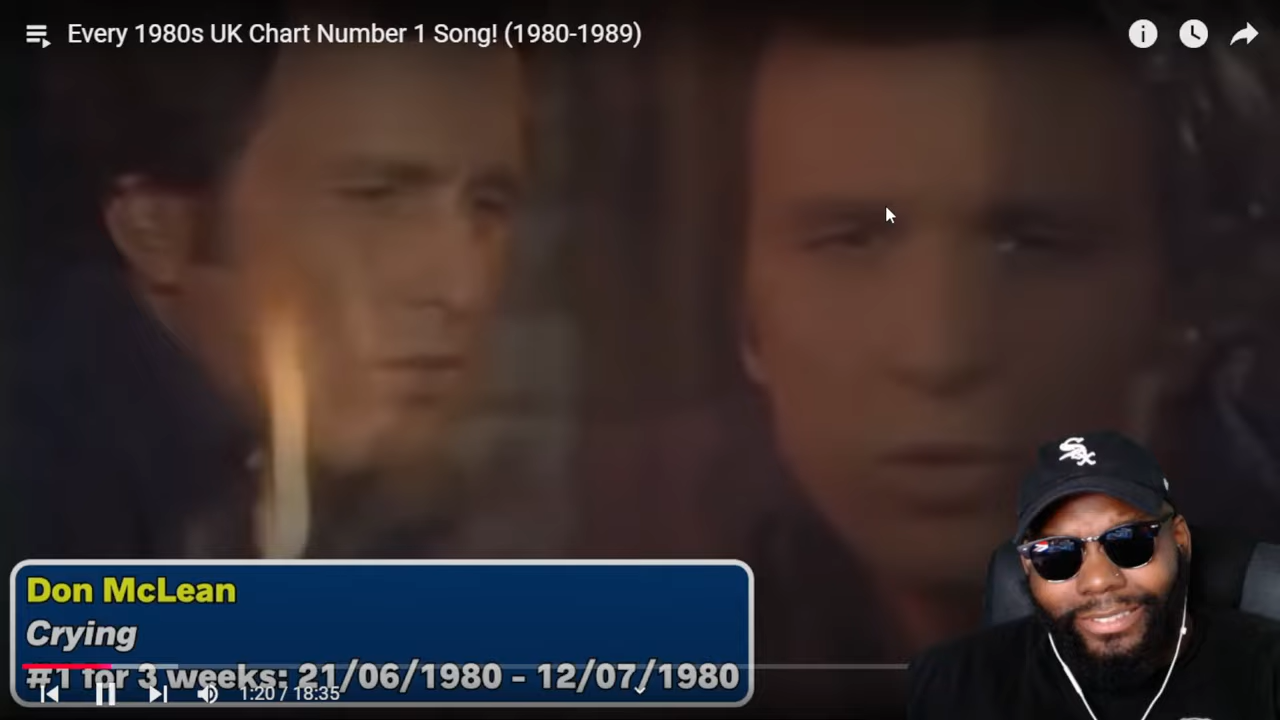 Every 1980s UK Chart Number 1 Song! (1980-1989)
Don McLean
Crying
#1 for 3 weeks: 21/06/1980 - 12/07/1980
1:20 / 18:35
Sox